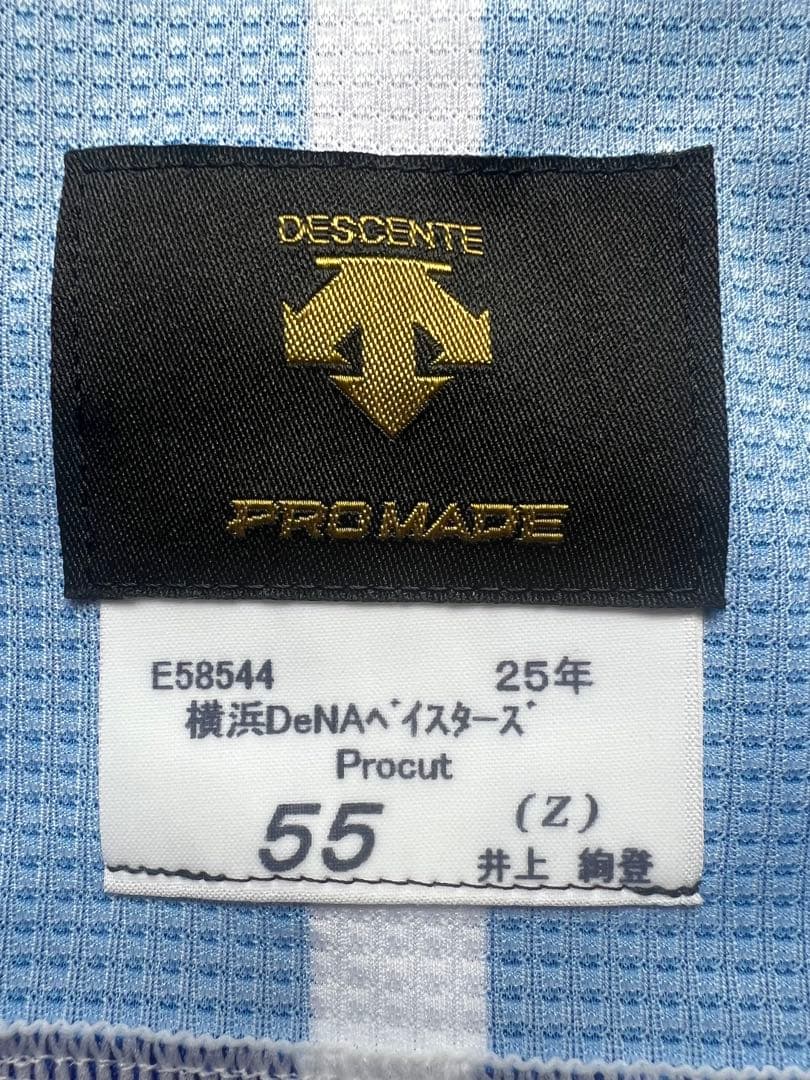 DESCENTE
PRO MADE
E58544 25年
横浜DeNAベイスターズ
Procut
55 (Z)
井上 絢登